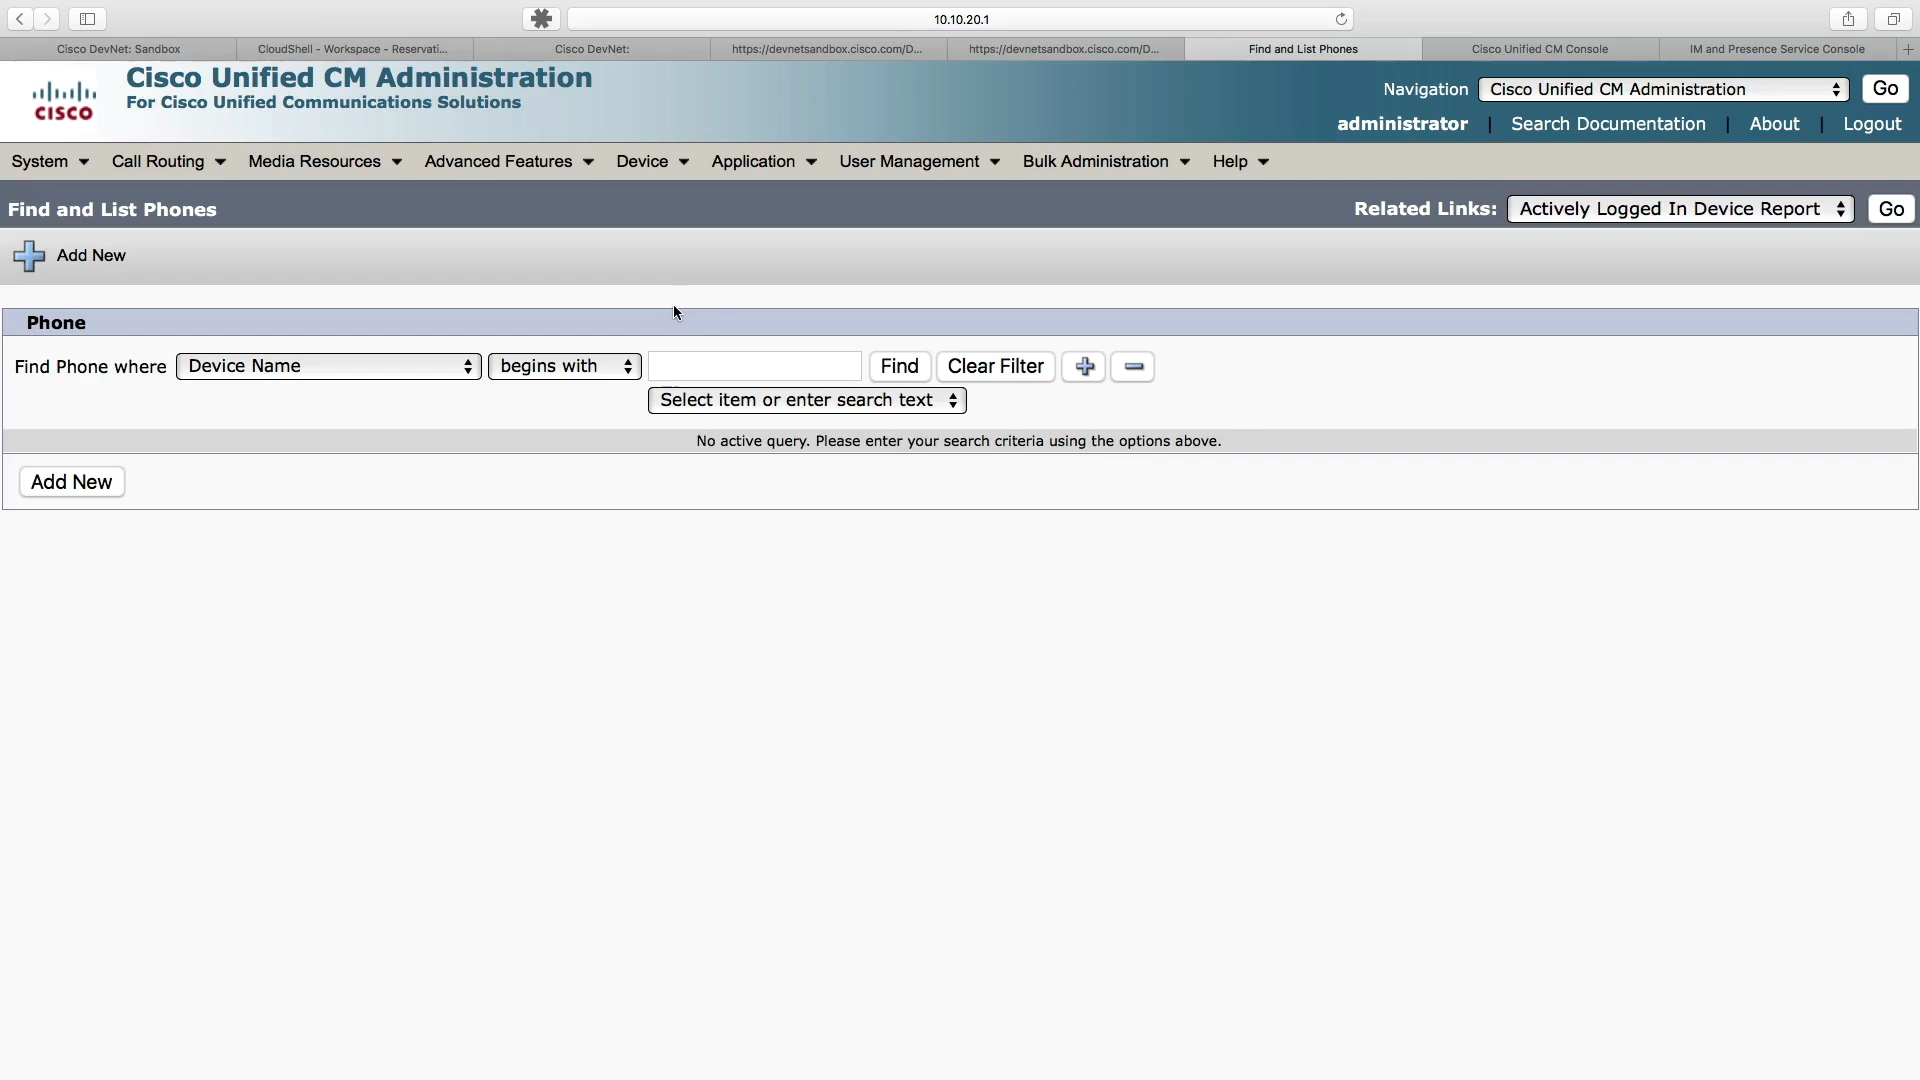 10.10.20.1
Cisco DevNet: Sandbox
CloudShell - Workspace - Reservati...
Cisco DevNet:
https://devnetsandbox.cisco.com/D...
https://devnetsandbox.cisco.com/D...
Find and List Phones
Cisco Unified CM Console
IM and Presence Service Console
CISCO
Cisco Unified CM Administration
For Cisco Unified Communications Solutions
Navigation Cisco Unified CM Administration Go
administrator | Search Documentation | About | Logout
System Call Routing Media Resources Advanced Features Device Application User Management Bulk Administration Help
Find and List Phones
Related Links: Actively Logged In Device Report Go
Add New
Phone
Find Phone where Device Name begins with Find Clear Filter
Select item or enter search text
No active query. Please enter your search criteria using the options above.
Add New